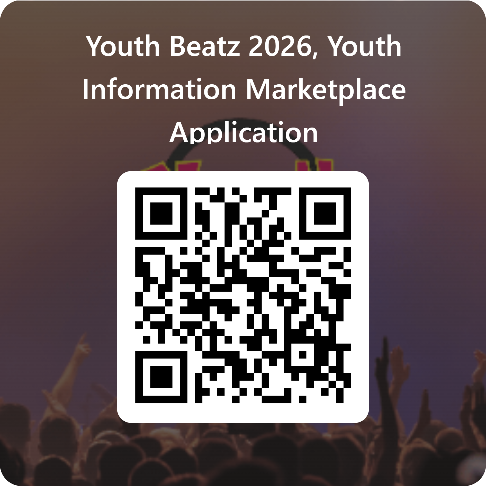 Youth Beatz 2026, Youth
Information Marketplace
Application